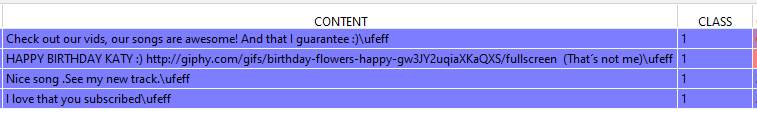 CONTENT CLASS
Check out our vids, our songs are awesome! And that I guarantee :)\ufeff 1
HAPPY BIRTHDAY KATY :) http://giphy.com/gifs/birthday-flowers-happy-gw3JY2uqiaXKaQXS/fullscreen (That´s not me)\ufeff 1
Nice song .See my new track.\ufeff 1
I love that you subscribed\ufeff 1